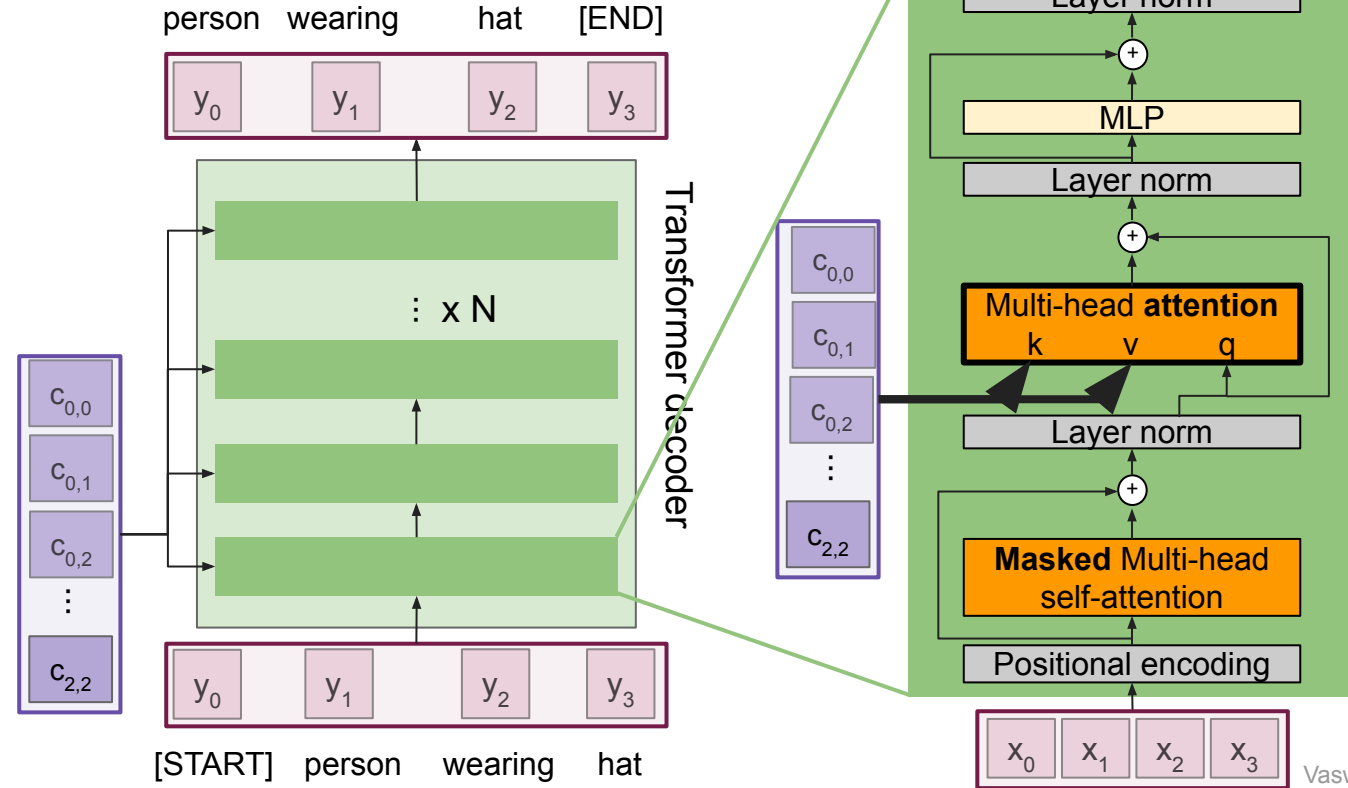 person wearing hat [END]
y0 y1 y2 y3
⋮ x N
Transformer decoder
c0,0
c0,1
c0,2
⋮
c2,2
y0 y1 y2 y3
[START] person wearing hat
Layer norm
+
MLP
Layer norm
+
Multi-head attention
k v q
c0,0
c0,1
c0,2
⋮
c2,2
Layer norm
+
Masked Multi-head
self-attention
Positional encoding
x0 x1 x2 x3